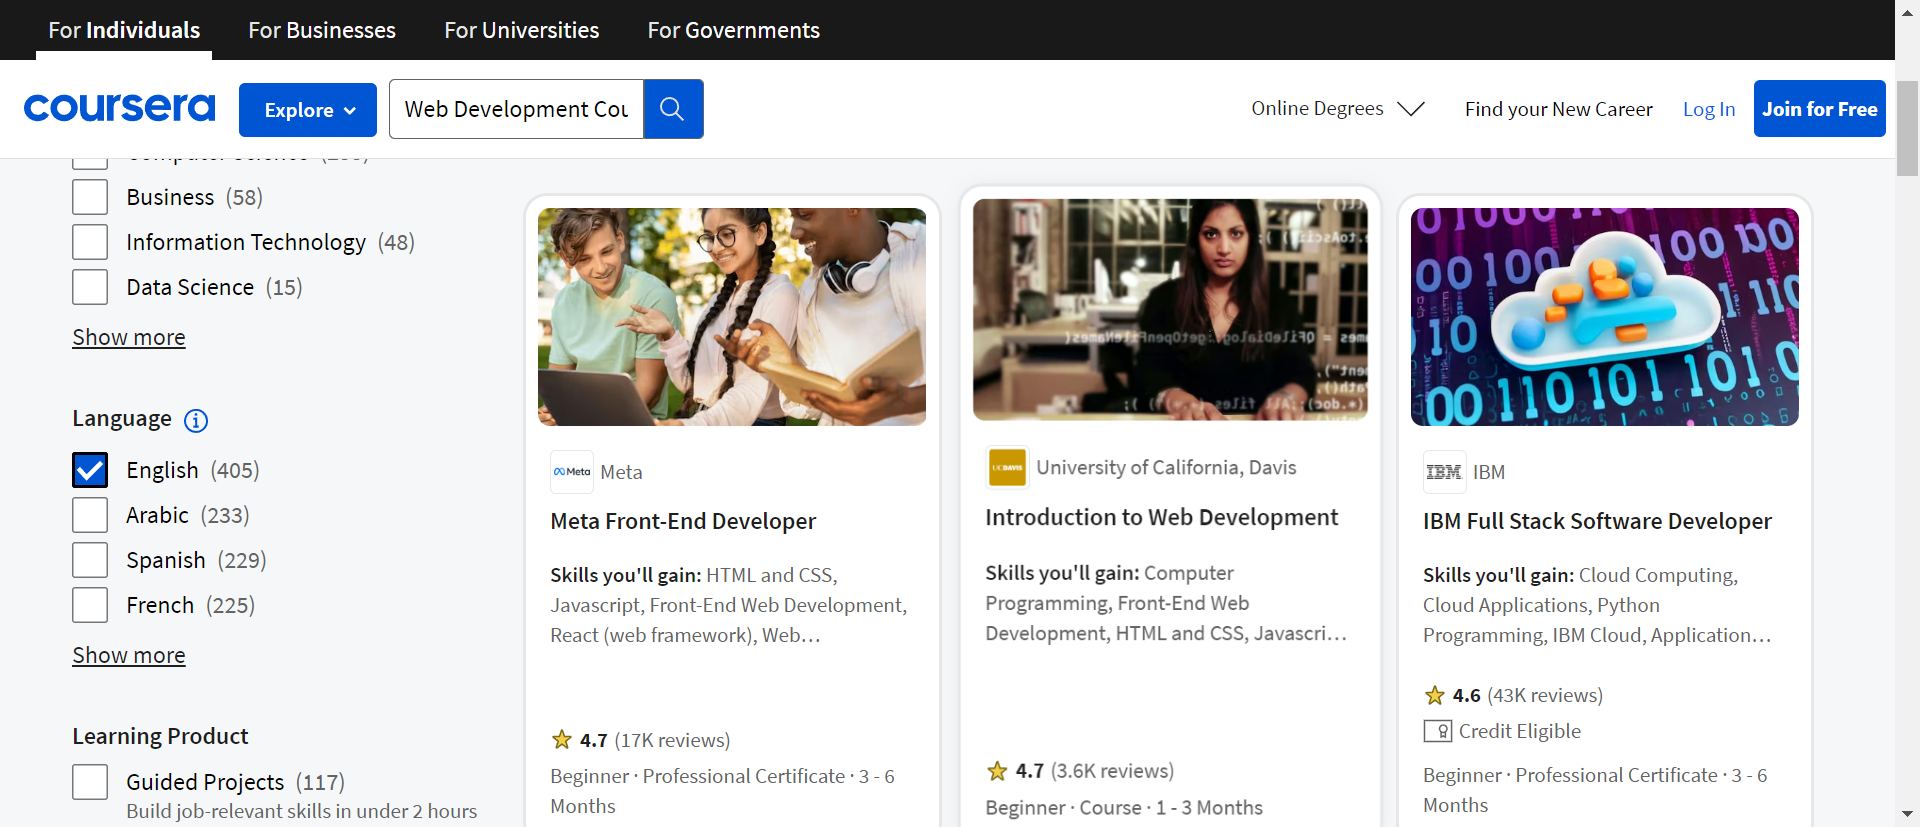 For Individuals
For Businesses
For Universities
For Governments
coursera
Explore
Web Development Cou
Online Degrees
Find your New Career
Log In
Join for Free
Business (58)
Information Technology (48)
Data Science (15)
Show more
Language
English (405)
Arabic (233)
Spanish (229)
French (225)
Show more
Learning Product
Guided Projects (117)
Build job-relevant skills in under 2 hours
Meta
Meta
Meta Front-End Developer
Skills you'll gain: HTML and CSS,
Javascript, Front-End Web Development,
React (web framework), Web...
4.7 (17K reviews)
Beginner · Professional Certificate · 3 - 6
Months
UC DAVIS
University of California, Davis
Introduction to Web Development
Skills you'll gain: Computer
Programming, Front-End Web
Development, HTML and CSS, Javascri...
4.7 (3.6K reviews)
Beginner · Course · 1 - 3 Months
IBM
IBM
IBM Full Stack Software Developer
Skills you'll gain: Cloud Computing,
Cloud Applications, Python
Programming, IBM Cloud, Application...
4.6 (43K reviews)
Credit Eligible
Beginner · Professional Certificate · 3 - 6
Months